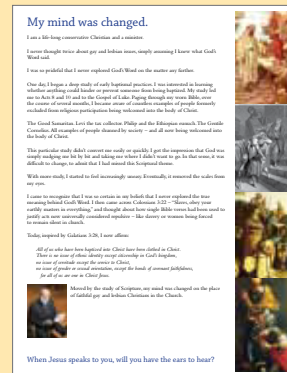 My mind was changed.
I am a life-long conservative Christian and a minister.
I never thought twice about gay and lesbian issues, simply assuming I knew what God's
Word said.
I was so prideful that I never explored God's Word on the matter any further.
One day, I began a deep study of early baptismal practices. I was interested in learning
whether anything could hinder or prevent someone from being baptized. My study led
me to Acts 8 and 10 and to the Gospel of Luke. Paging through my worn Bible, over
the course of several months, I became aware of countless examples of people formerly
excluded from religious participation being welcomed into the body of Christ.
The Good Samaritan. Levi the tax collector. Philip and the Ethiopian eunuch. The Gentile
Cornelius. All examples of people shunned by society – and all now being welcomed into
the body of Christ.
This particular study didn't convict me easily or quickly. I got the impression that God was
simply nudging me bit by bit and taking me where I didn't want to go. In that sense, it was
difficult to change, to admit that I had missed this Scriptural theme.
With more study, I started to feel increasingly uneasy. Eventually, it removed the scales from
my eyes.
I came to recognize that I was so certain in my beliefs that I never explored the true
meaning behind God's Word. I then came across Colossians 3:22 – "Slaves, obey your
earthly masters in everything," and thought about how single Bible verses had been used to
justify acts now universally considered repulsive – like slavery or women being forced
to remain silent in church.
Today, inspired by Galatians 3:28, I now affirm:
All of us who have been baptized into Christ have been clothed in Christ.
There is no issue of ethnic identity except citizenship in God's kingdom,
no issue of servitude except the service to Christ,
no issue of gender or sexual orientation, except the bonds of covenant faithfulness,
for all of us are one in Christ Jesus.
Moved by the study of Scripture, my mind was changed on the place
of faithful gay and lesbian Christians in the Church.
When Jesus speaks to you, will you have the ears to hear?